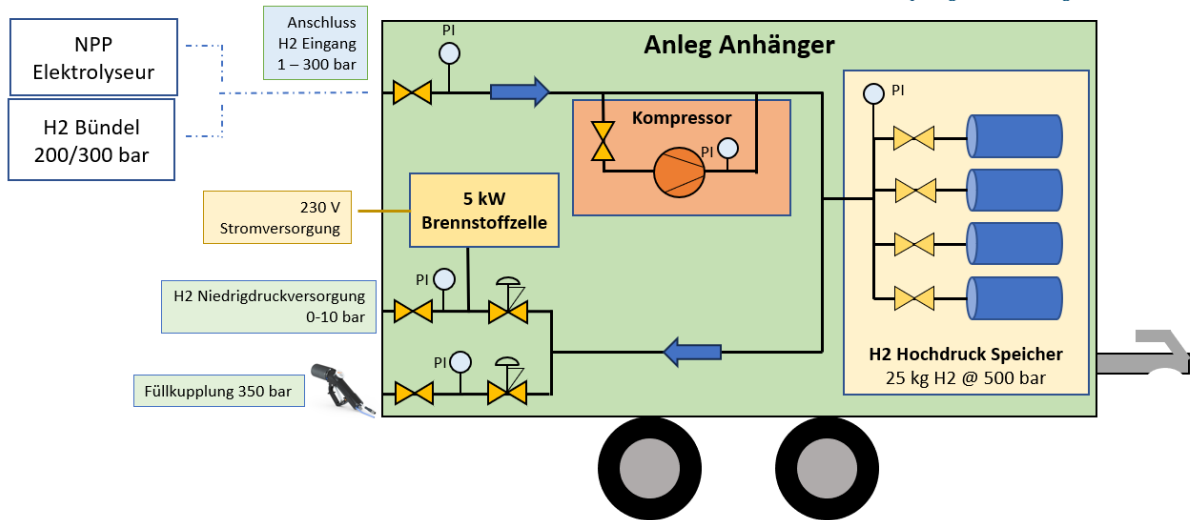 NPP
Elektrolyseur
H2 Bündel
200/300 bar
Anschluss
H2 Eingang
1 – 300 bar
PI
Anleg Anhänger
Kompressor
PI
PI
230 V
Stromversorgung
5 kW
Brennstoffzelle
H2 Niedrigdruckversorgung
0-10 bar
PI
Füllkupplung 350 bar
PI
H2 Hochdruck Speicher
25 kg H2 @ 500 bar